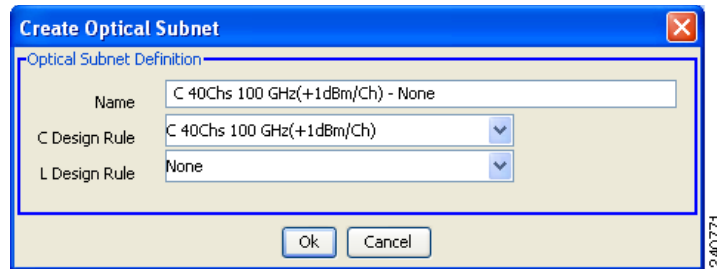 Create Optical Subnet
Optical Subnet Definition
Name C 40Chs 100 GHz(+1dBm/Ch) - None
C Design Rule C 40Chs 100 GHz(+1dBm/Ch)
L Design Rule None
Ok Cancel
240771